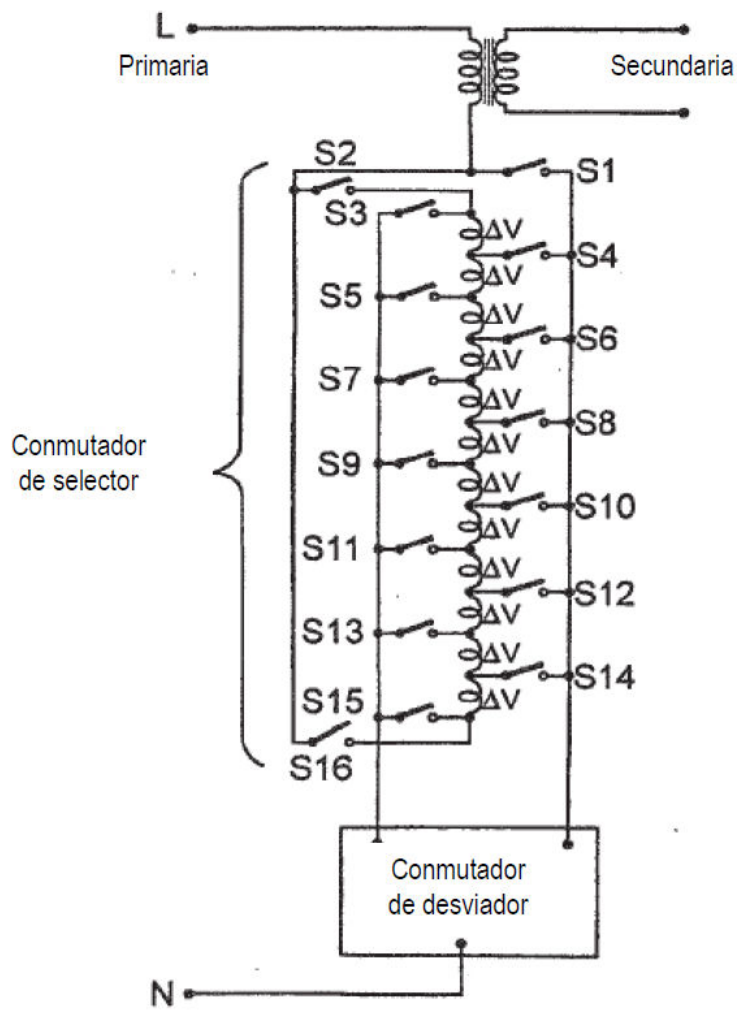 L
Primaria
Secundaria
S2
S1
S3
ΔV
S4
ΔV
S5
ΔV
S6
ΔV
S7
ΔV
S8
Conmutador
de selector
ΔV
S9
ΔV
S10
ΔV
S11
ΔV
S12
ΔV
S13
ΔV
S14
S15
ΔV
S16
Conmutador
de desviador
N